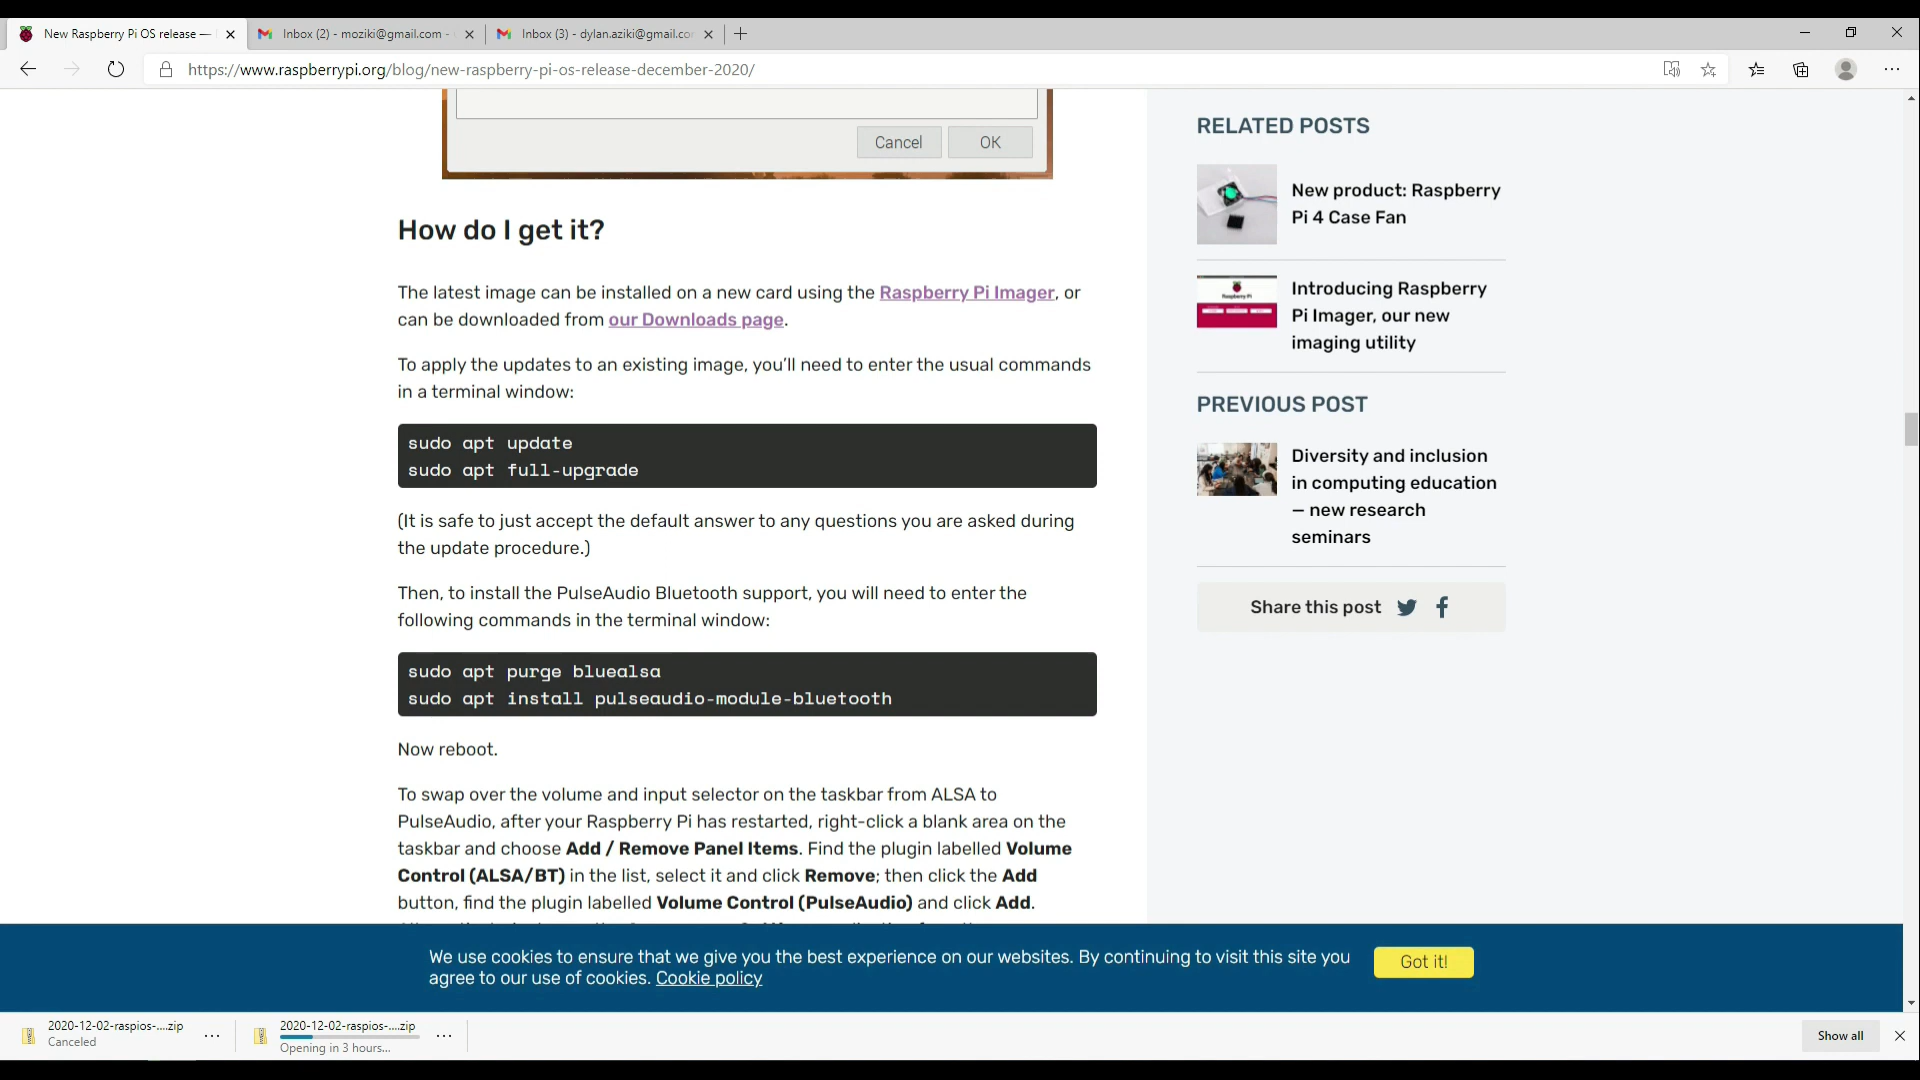 New Raspberry Pi OS release —
Inbox (2) - moziki@gmail.com -
Inbox (3) - dylan.aziki@gmail.co
https://www.raspberrypi.org/blog/new-raspberry-pi-os-release-december-2020/
Cancel
OK
How do I get it?
The latest image can be installed on a new card using the Raspberry Pi Imager, or
can be downloaded from our Downloads page.
To apply the updates to an existing image, you’ll need to enter the usual commands
in a terminal window:
sudo apt update
sudo apt full-upgrade
(It is safe to just accept the default answer to any questions you are asked during
the update procedure.)
Then, to install the PulseAudio Bluetooth support, you will need to enter the
following commands in the terminal window:
sudo apt purge bluealsa
sudo apt install pulseaudio-module-bluetooth
Now reboot.
To swap over the volume and input selector on the taskbar from ALSA to
PulseAudio, after your Raspberry Pi has restarted, right-click a blank area on the
taskbar and choose Add / Remove Panel Items. Find the plugin labelled Volume
Control (ALSA/BT) in the list, select it and click Remove; then click the Add
button, find the plugin labelled Volume Control (PulseAudio) and click Add.
RELATED POSTS
New product: Raspberry
Pi 4 Case Fan
Raspberry Pi
Introducing Raspberry
Pi Imager, our new
imaging utility
PREVIOUS POST
Diversity and inclusion
in computing education
– new research
seminars
Share this post
We use cookies to ensure that we give you the best experience on our websites. By continuing to visit this site you
agree to our use of cookies. Cookie policy
Got it!
2020-12-02-raspios-....zip
Canceled
2020-12-02-raspios-....zip
Opening in 3 hours...
Show all